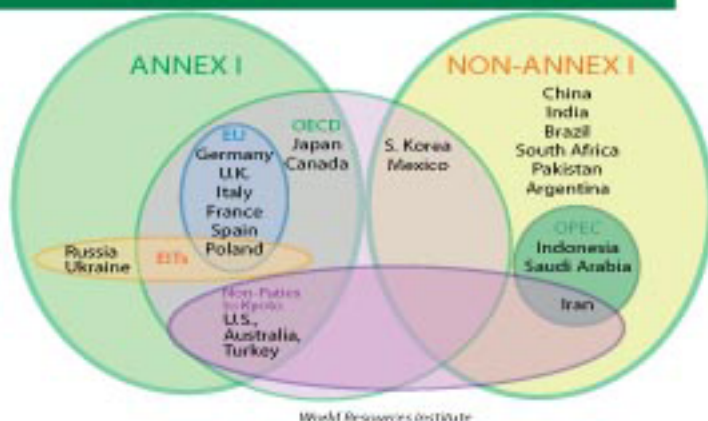 ANNEX I
NON-ANNEX I
China
India
Brazil
South Africa
Pakistan
Argentina
OECD
Japan
Canada
S. Korea
Mexico
EU
Germany
U.K.
Italy
France
Spain
Poland
Russia
Ukraine
EITs
OPEC
Indonesia
Saudi Arabia
Iran
Non-Paties
to Kyoto
U.S.,
Australia,
Turkey
World Resources Institute